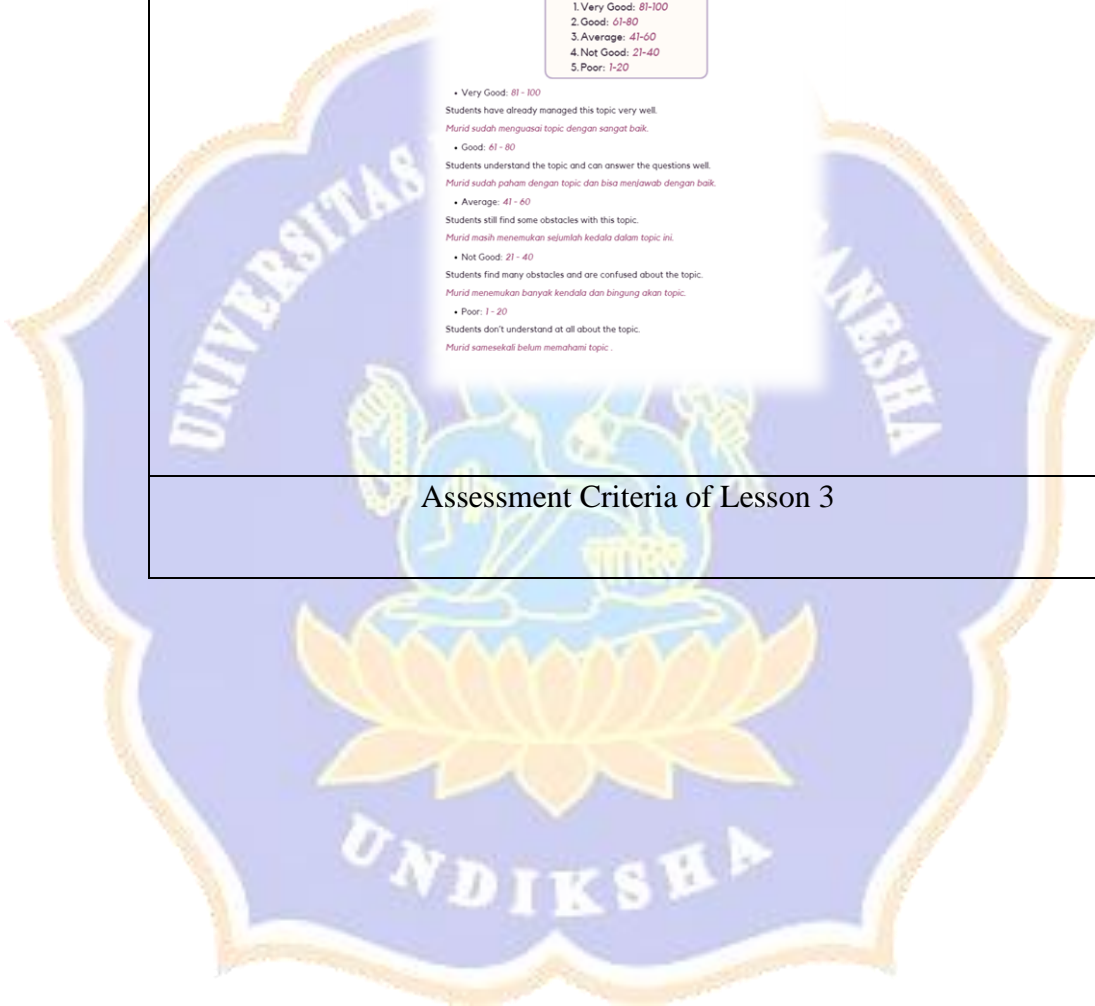 1. Very Good: 81-100
2. Good: 61-80
3. Average: 41-60
4. Not Good: 21-40
5. Poor: 1-20
• Very Good: 81 - 100
Students have already managed this topic very well.
Murid sudah menguasai topic dengan sangat baik.
• Good: 61 - 80
Students understand the topic and can answer the questions well.
Murid sudah paham dengan topic dan bisa menjawab dengan baik.
• Average: 41 - 60
Students still find some obstacles with this topic.
Murid masih menemukan sejumlah kedala dalam topic ini.
• Not Good: 21 - 40
Students find many obstacles and are confused about the topic.
Murid menemukan banyak kendala dan bingung akan topic.
• Poor: 1 - 20
Students don't understand at all about the topic.
Murid samesekali belum memahami topic .
UNIVERSITAS
ANESHA
Assessment Criteria of Lesson 3
UNDIKSHA